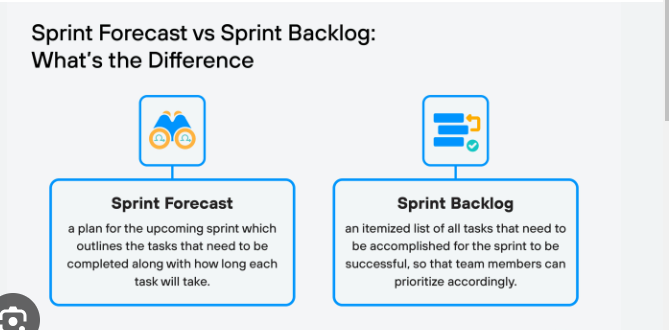 Sprint Forecast vs Sprint Backlog:
What's the Difference
Sprint Forecast
a plan for the upcoming sprint which
outlines the tasks that need to be
completed along with how long each
task will take.
Sprint Backlog
an itemized list of all tasks that need to
be accomplished for the sprint to be
successful, so that team members can
prioritize accordingly.